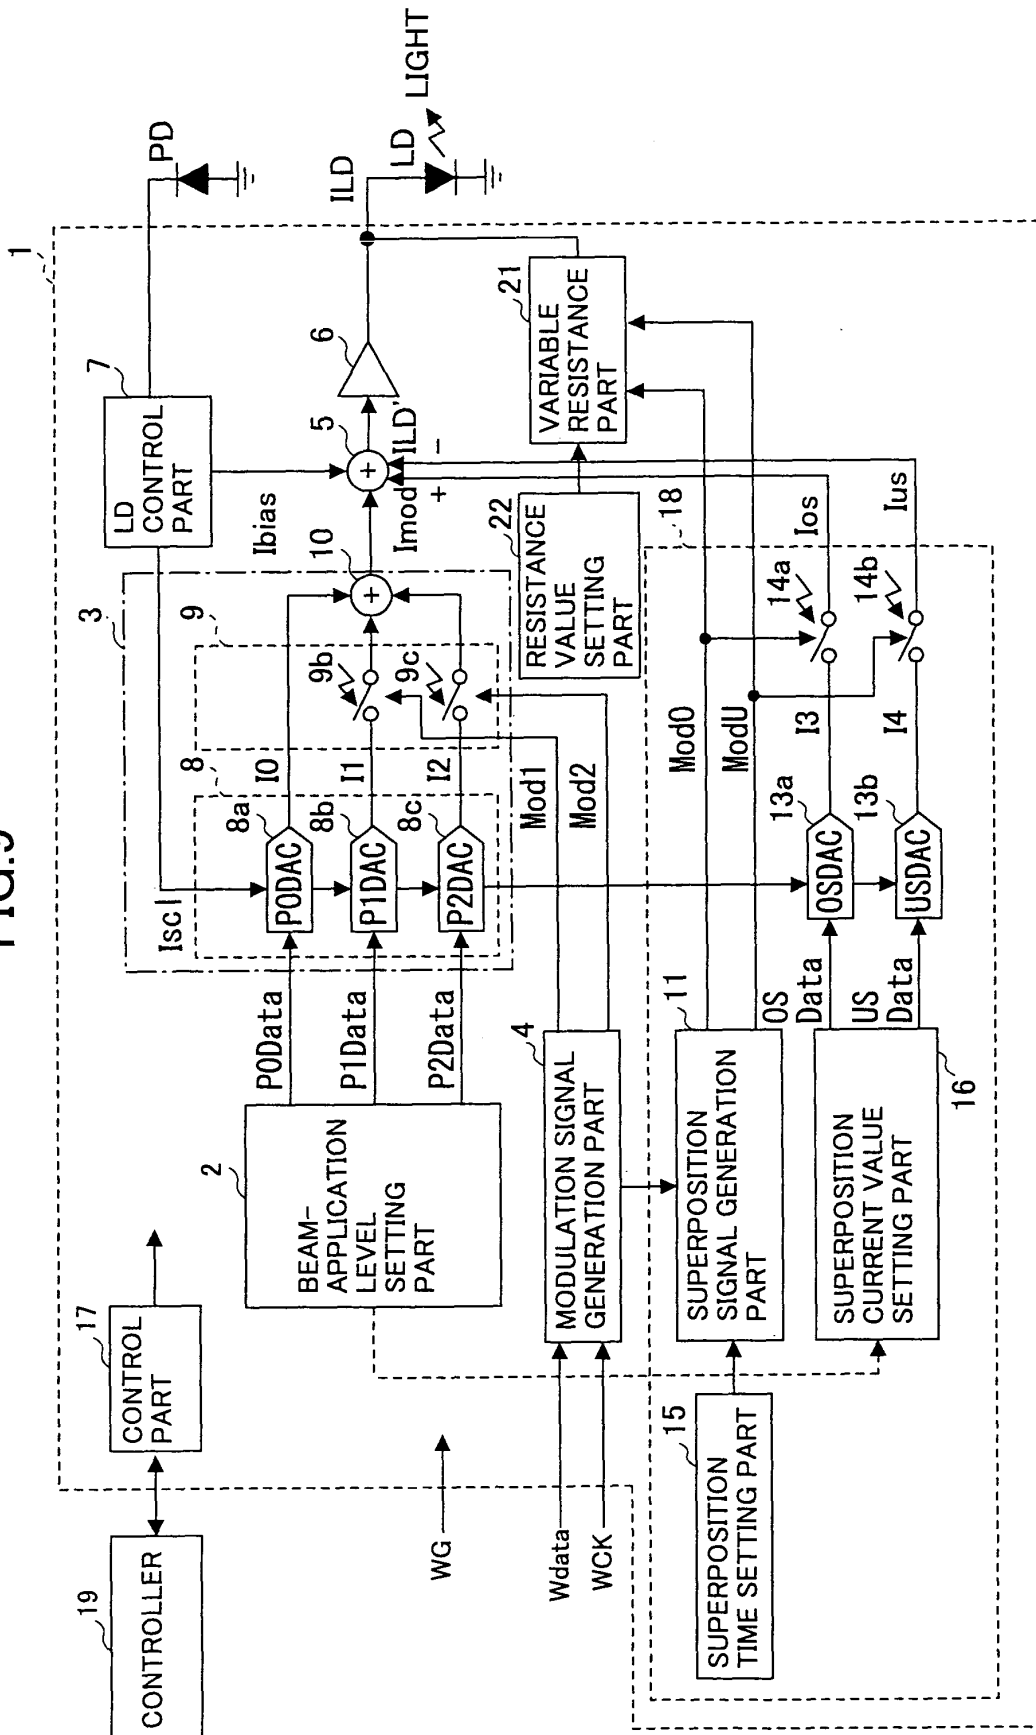 FIG.9
19
CONTROLLER
17
CONTROL
PART
1
7
LD
CONTROL
PART
PD
2
BEAM-
APPLICATION
LEVEL
SETTING
PART
P0Data
P1Data
P2Data
Iscl
3
8
8a
P0DAC
8b
P1DAC
8c
P2DAC
I0
I1
I2
9
9b
9c
10
+
Ibias
Imod
5
+
ILD'
+
-
6
ILD
LD
LIGHT
WG
Wdata
WCK
4
MODULATION SIGNAL
GENERATION PART
Mod1
Mod2
22
RESISTANCE
VALUE
SETTING
PART
21
VARIABLE
RESISTANCE
PART
15
SUPERPOSITION
TIME SETTING PART
11
SUPERPOSITION
SIGNAL GENERATION
PART
ModO
ModU
16
SUPERPOSITION
CURRENT VALUE
SETTING PART
OS
Data
US
Data
13a
OSDAC
13b
USDAC
I3
I4
14a
14b
18
Ios
Ius